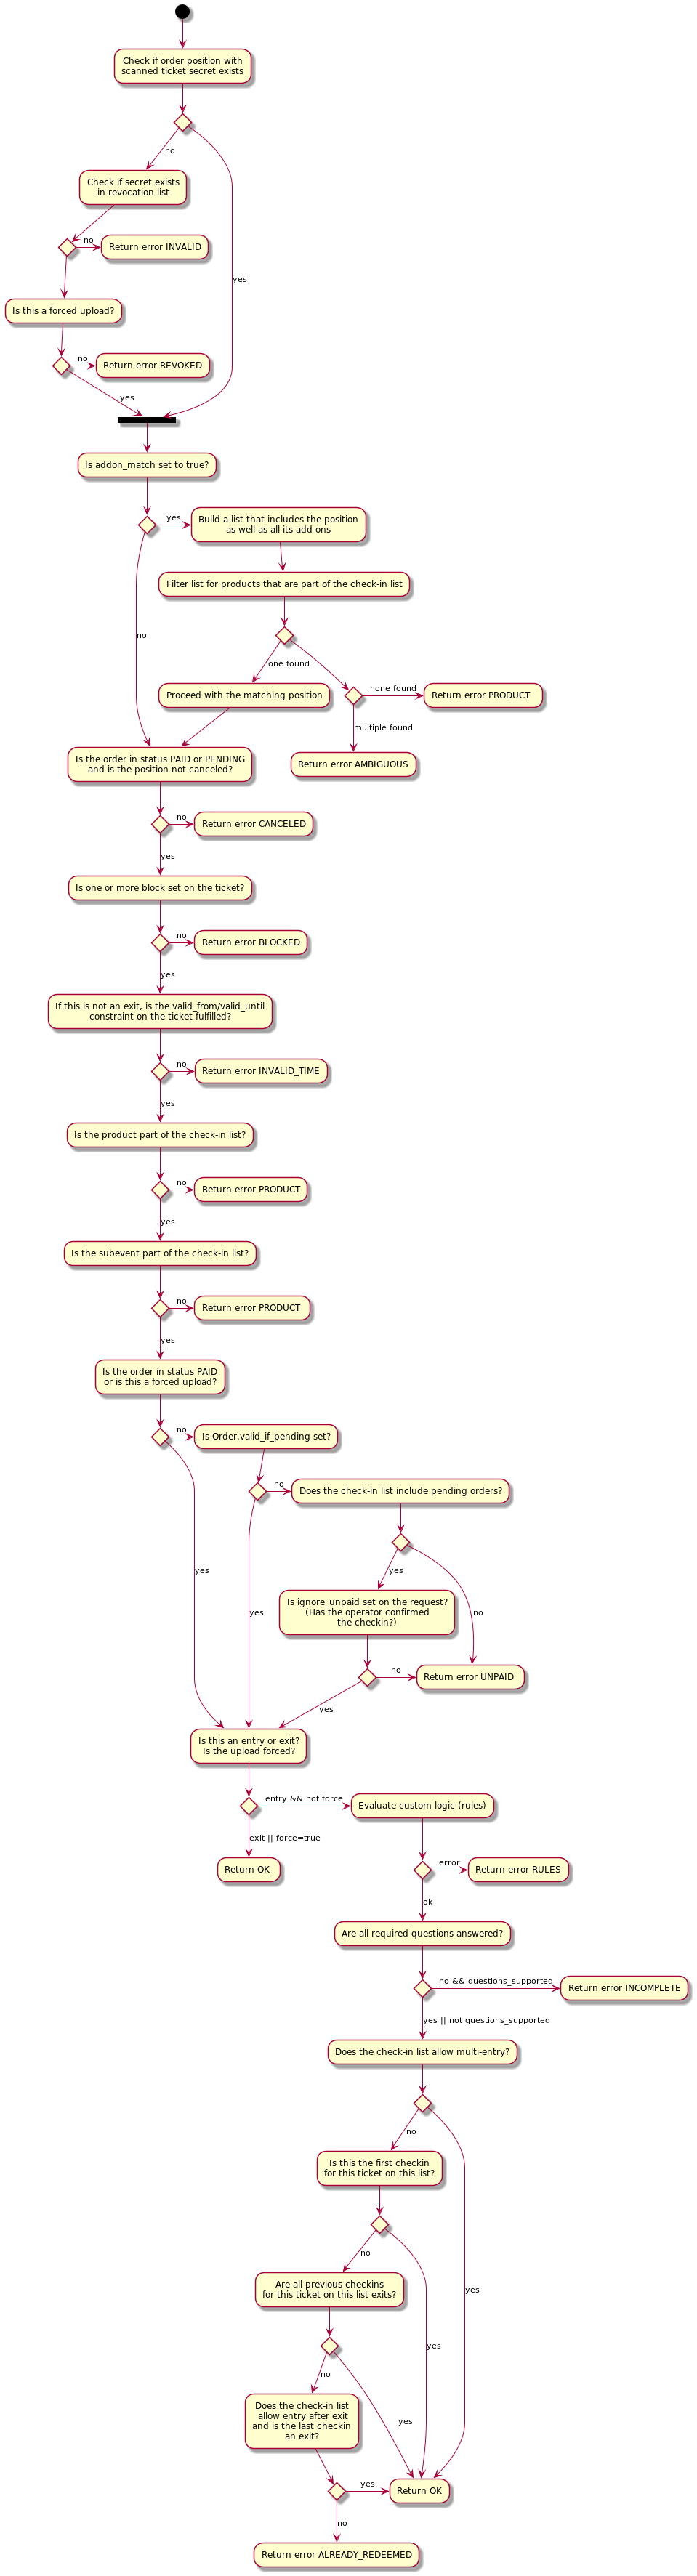 Check if order position with
scanned ticket secret exists
no
Check if secret exists
in revocation list
no
Return error INVALID
yes
Is this a forced upload?
no
Return error REVOKED
yes
Is addon_match set to true?
yes
Build a list that includes the position
as well as all its add-ons
Filter list for products that are part of the check-in list
no
one found
none found
Proceed with the matching position
Return error PRODUCT
multiple found
Is the order in status PAID or PENDING
and is the position not canceled?
Return error AMBIGUOUS
no
Return error CANCELED
yes
Is one or more block set on the ticket?
no
Return error BLOCKED
yes
If this is not an exit, is the valid_from/valid_until
constraint on the ticket fulfilled?
no
Return error INVALID_TIME
yes
Is the product part of the check-in list?
no
Return error PRODUCT
yes
Is the subevent part of the check-in list?
no
Return error PRODUCT
yes
Is the order in status PAID
or is this a forced upload?
no
Is Order.valid_if_pending set?
no
Does the check-in list include pending orders?
yes
yes
Is ignore_unpaid set on the request?
(Has the operator confirmed
the checkin?)
yes
no
no
Return error UNPAID
yes
Is this an entry or exit?
Is the upload forced?
entry && not force
Evaluate custom logic (rules)
exit || force=true
Return OK
error
Return error RULES
ok
Are all required questions answered?
no && questions_supported
Return error INCOMPLETE
yes || not questions_supported
Does the check-in list allow multi-entry?
no
Is this the first checkin
for this ticket on this list?
no
Are all previous checkins
for this ticket on this list exits?
yes
yes
no
Does the check-in list
allow entry after exit
and is the last checkin
an exit?
yes
yes
Return OK
no
Return error ALREADY_REDEEMED